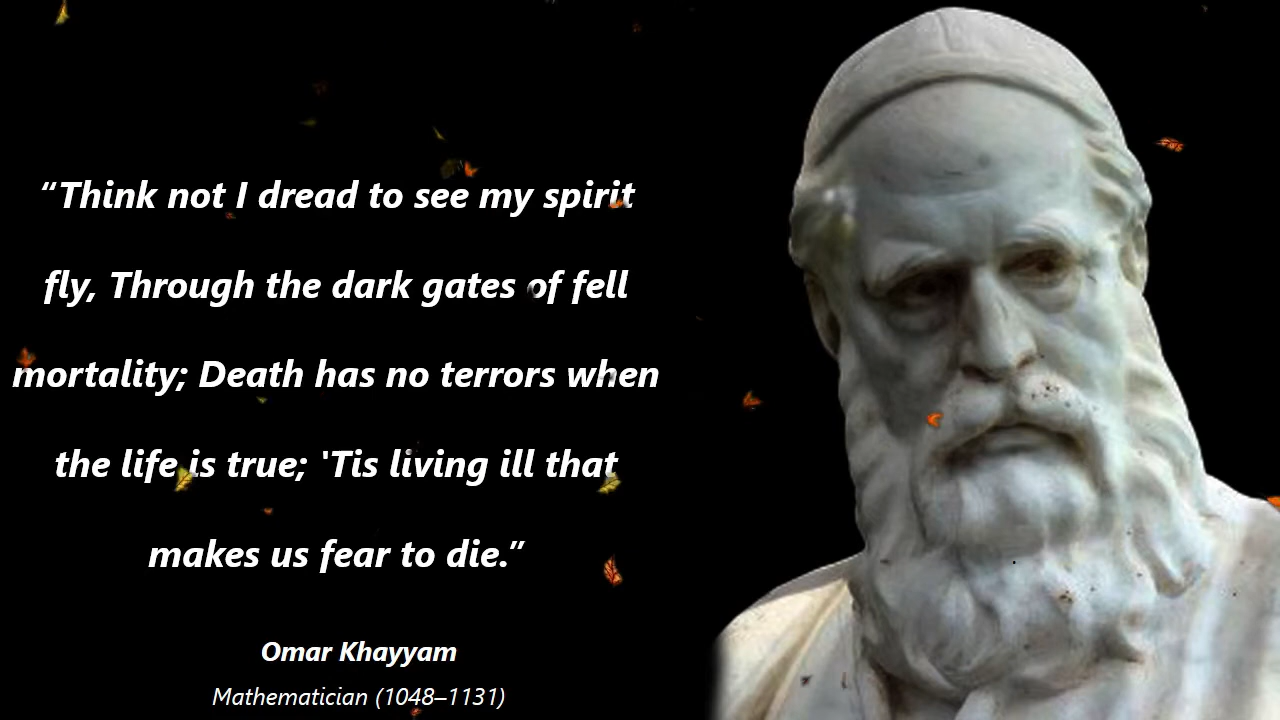 “Think not I dread to see my spirit
fly, Through the dark gates of fell
mortality; Death has no terrors when
the life is true; 'Tis living ill that
makes us fear to die.”
Omar Khayyam
Mathematician (1048–1131)